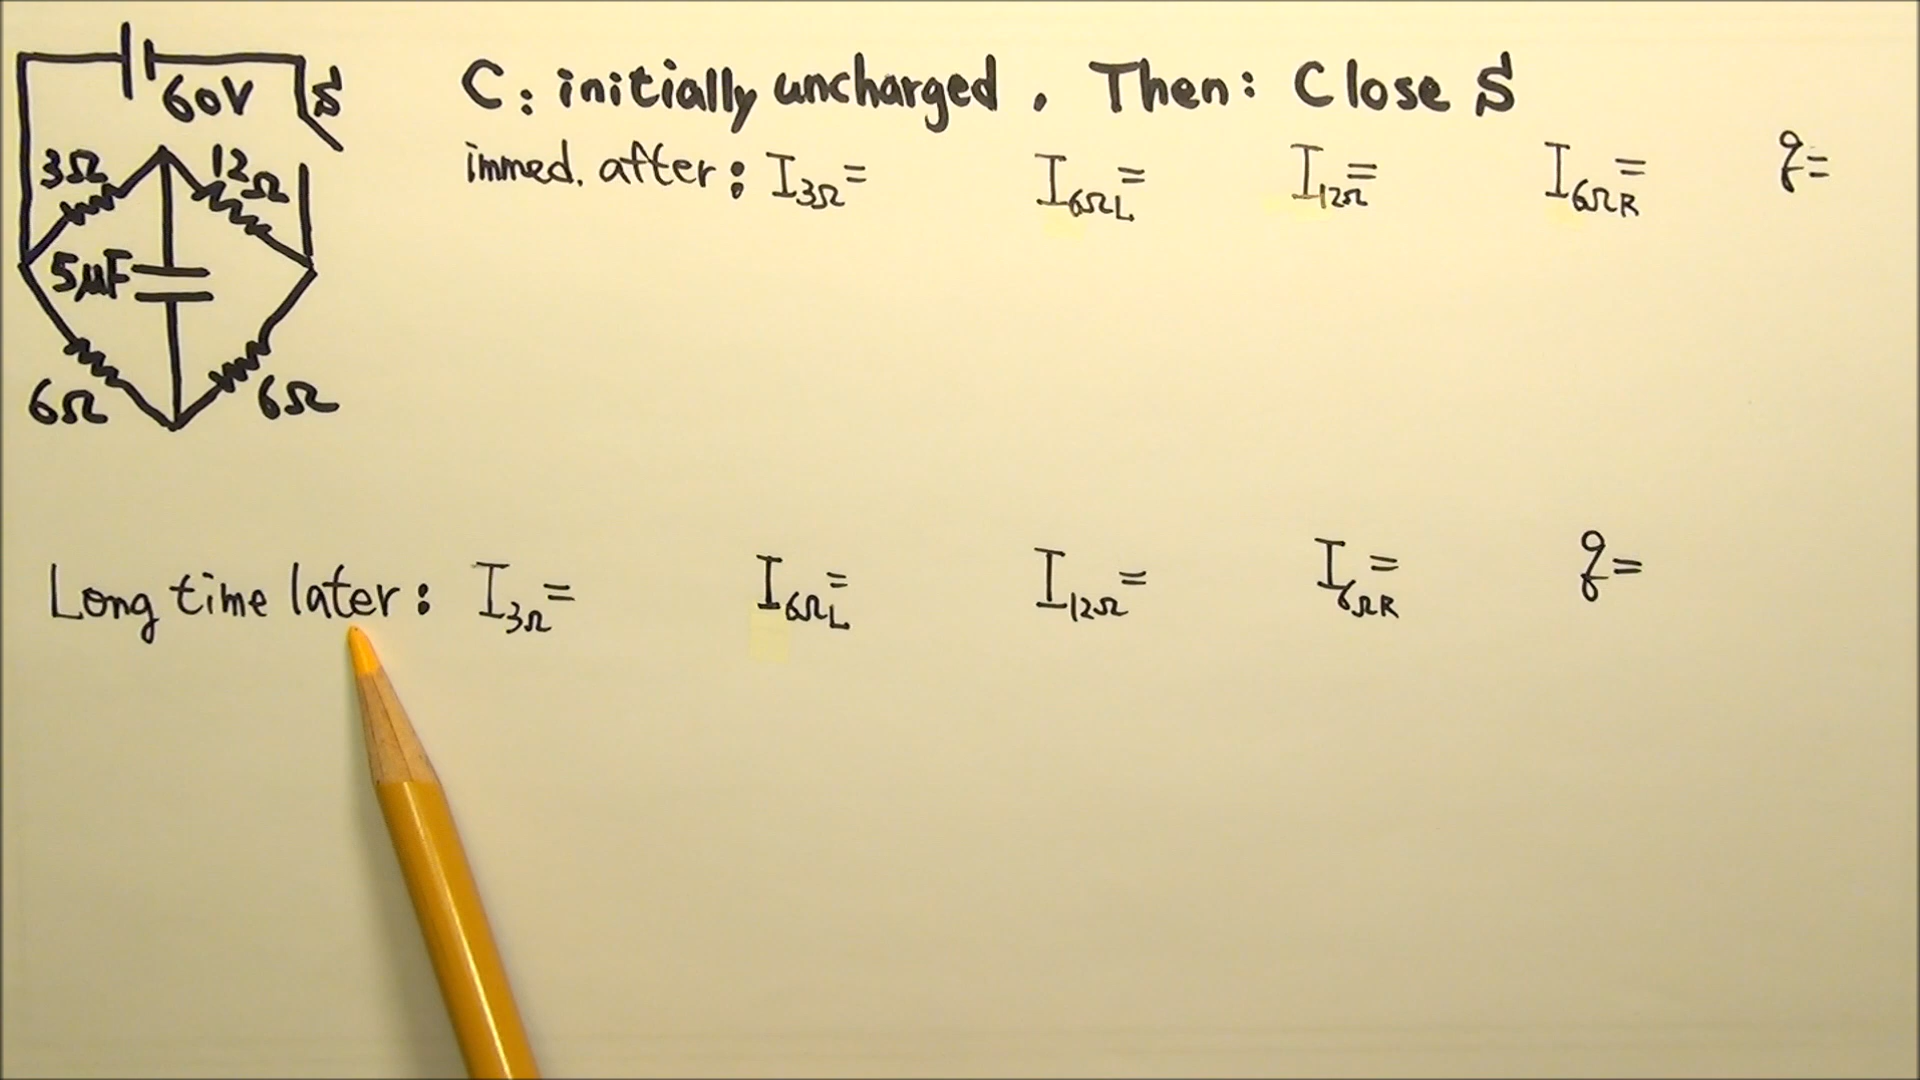 60V
S
3Ω
12Ω
5μF
6Ω
6Ω
C: initially uncharged. Then: Close S
immed. after: I3Ω= I6ΩL= I12Ω= I6ΩR= q=
Long time later: I3Ω= I6ΩL= I12Ω= I6ΩR= q=